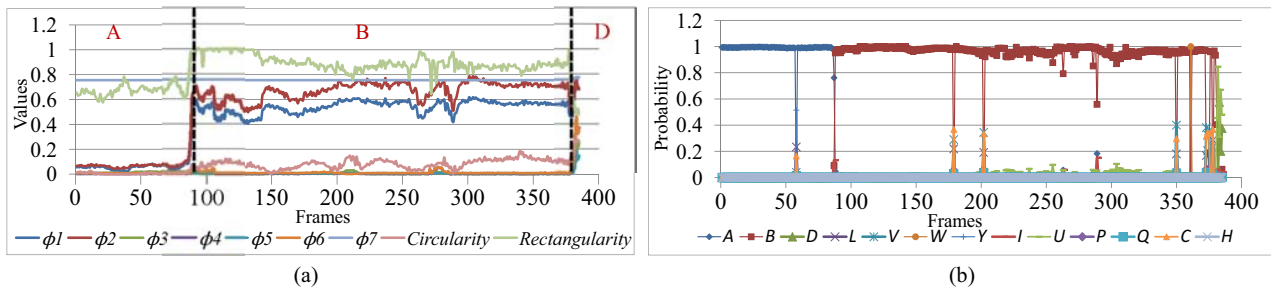 A B D
Values
1.2
1
0.8
0.6
0.4
0.2
0
0 100 150 200 250 300 350 400
Frames
ϕ1 ϕ2 ϕ3 ϕ4 ϕ5 ϕ6 ϕ7 Circularity Rectangularity
(a)
Probability
1.2
1
0.8
0.6
0.4
0.2
0
0 50 100 150 200 250 300 350 400
Frames
A B D L V W Y I U P Q C H
(b)